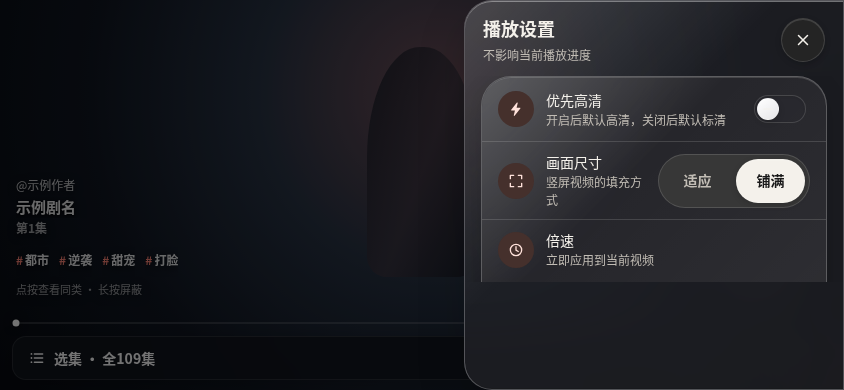 播放设置
不影响当前播放进度
优先高清
开启后默认高清，关闭后默认标清
画面尺寸
竖屏视频的填充方
式
适应
铺满
倍速
立即应用到当前视频
@示例作者
示例剧名
第1集
#都市 #逆袭 #甜宠 #打脸
点按查看同类 · 长按屏蔽
选集 · 全109集